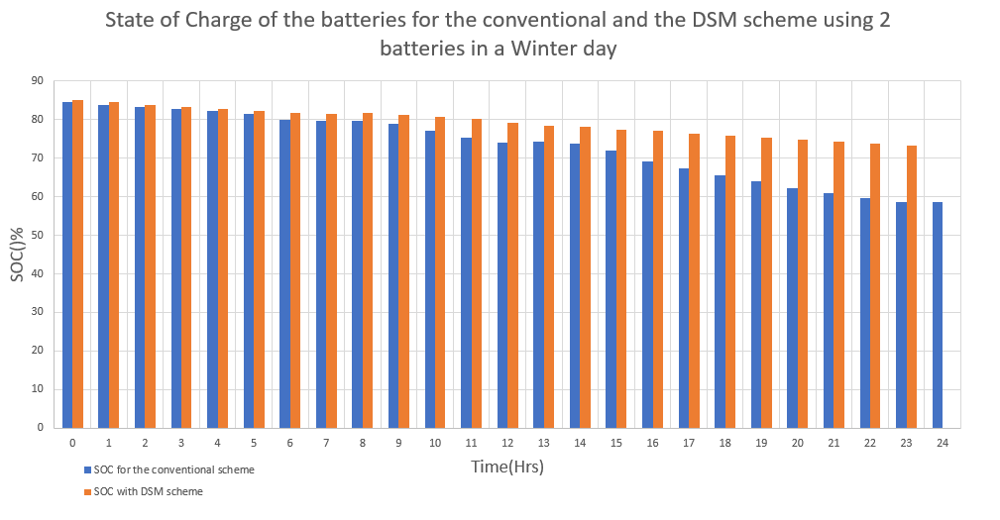 State of Charge of the batteries for the conventional and the DSM scheme using 2
batteries in a Winter day
90
80
70
60
50
40
30
20
10
0
SOC()%
0 1 2 3 4 5 6 7 8 9 10 11 12 13 14 15 16 17 18 19 20 21 22 23 24
Time(Hrs)
SOC for the conventional scheme
SOC with DSM scheme